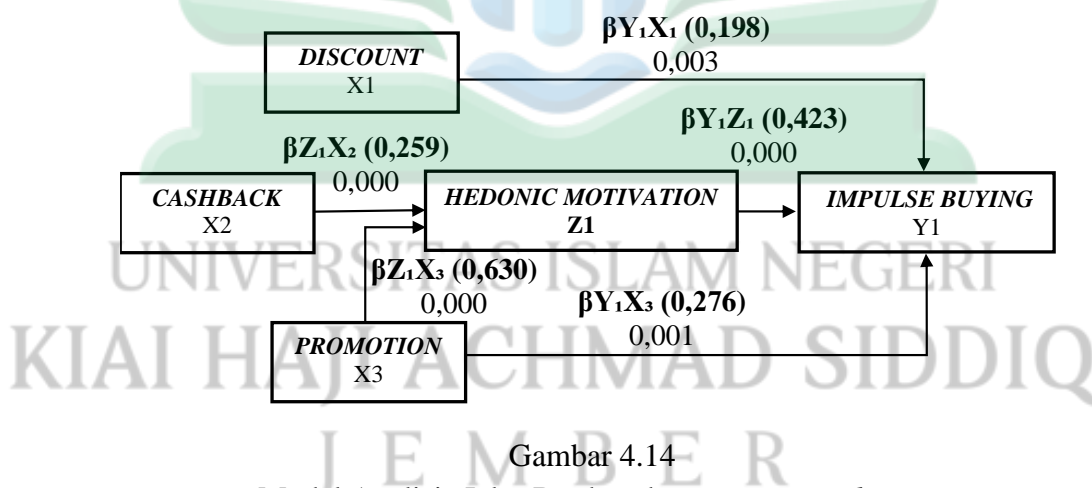 βY₁X₁ (0,198)
0,003
DISCOUNT
X1
βY₁Z₁ (0,423)
0,000
βZ₁X₂ (0,259)
0,000
CASHBACK
X2
HEDONIC MOTIVATION
Z1
IMPULSE BUYING
Y1
UNIVERSITAS ISLAM NEGERI
βZ₁X₃ (0,630)
0,000
βY₁X₃ (0,276)
0,001
PROMOTION
X3
KIAI HAJI ACHMAD SIDDIQ
JEMBER
Gambar 4.14